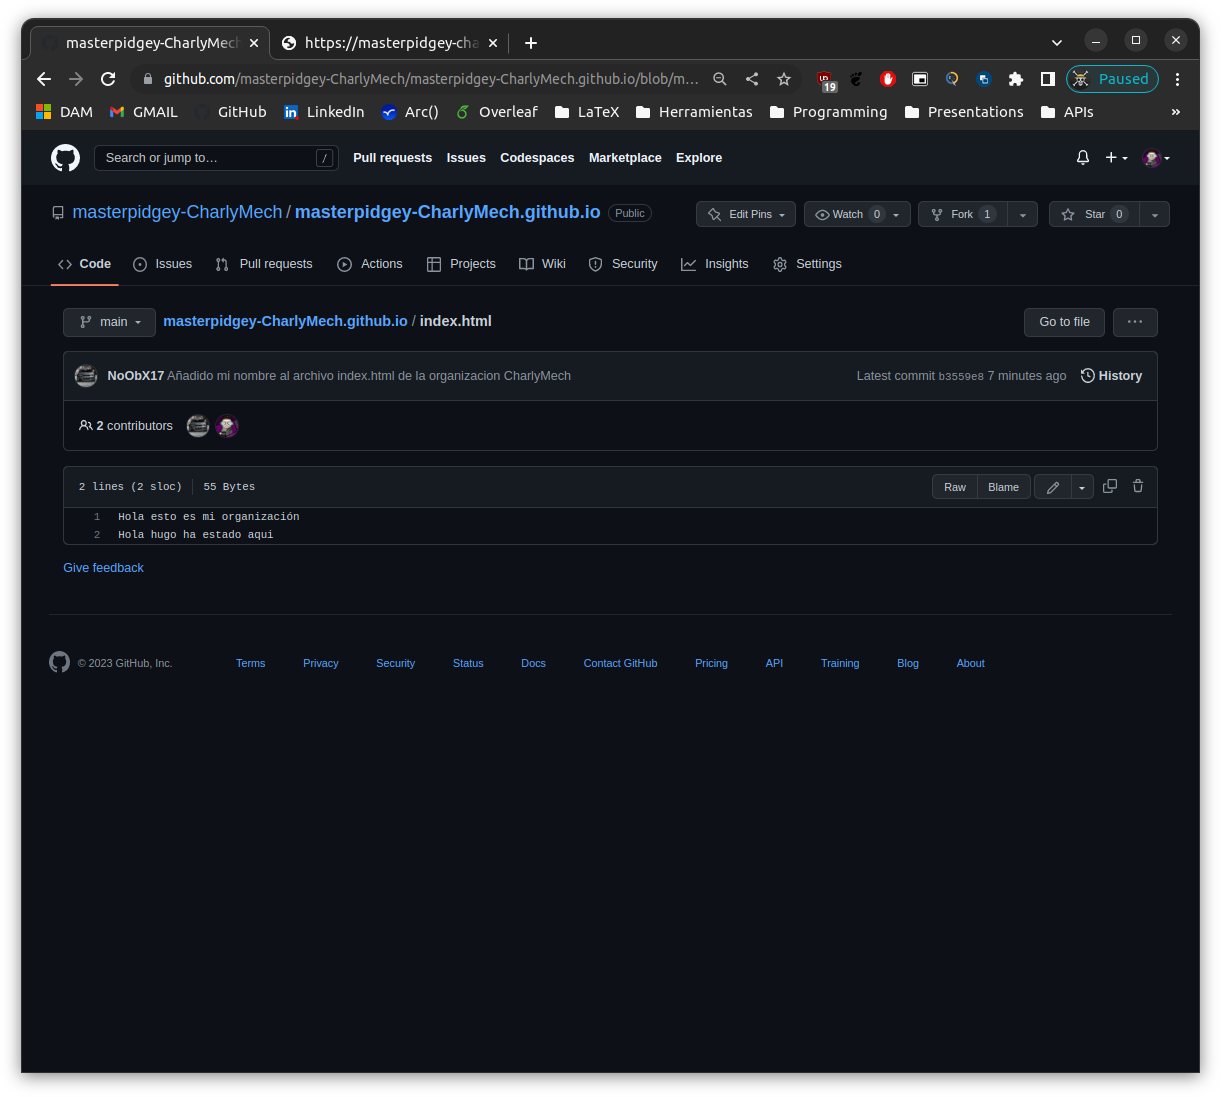 masterpidgey-CharlyMech
https://masterpidgey-cha
github.com/masterpidgey-CharlyMech/masterpidgey-CharlyMech.github.io/blob/m…
19
Paused
DAM GMAIL GitHub LinkedIn Arc() Overleaf LaTeX Herramientas Programming Presentations APIs »
Search or jump to… /
Pull requests Issues Codespaces Marketplace Explore
masterpidgey-CharlyMech / masterpidgey-CharlyMech.github.io Public
Edit Pins Watch 0 Fork 1 Star 0
Code Issues Pull requests Actions Projects Wiki Security Insights Settings
main masterpidgey-CharlyMech.github.io / index.html Go to file ...
NoObX17 Añadido mi nombre al archivo index.html de la organizacion CharlyMech Latest commit b3559e8 7 minutes ago History
2 contributors
2 lines (2 sloc) 55 Bytes Raw Blame
1 Hola esto es mi organización
2 Hola hugo ha estado aqui
Give feedback
© 2023 GitHub, Inc. Terms Privacy Security Status Docs Contact GitHub Pricing API Training Blog About